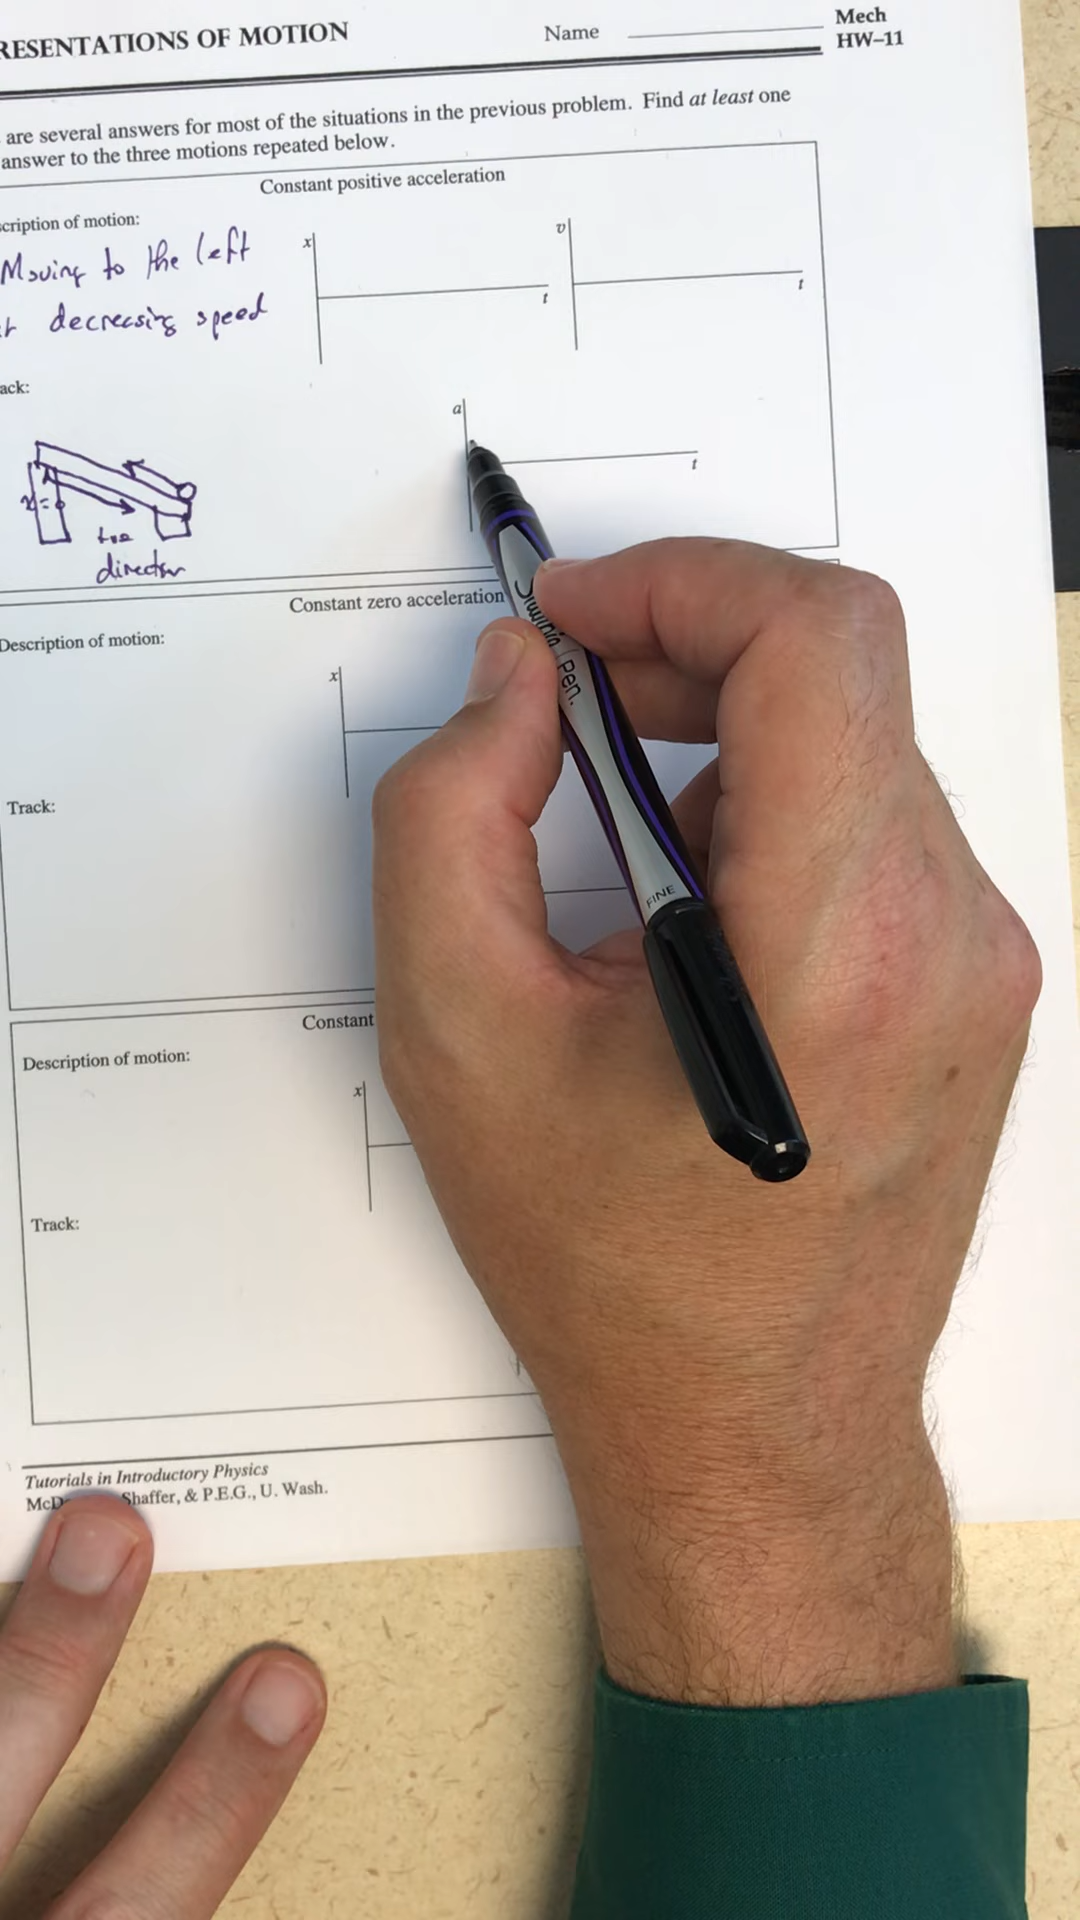 RESENTATIONS OF MOTION
Name
Mech
HW–11
are several answers for most of the situations in the previous problem. Find at least one
answer to the three motions repeated below.
Constant positive acceleration
cription of motion:
Moving to the left
decreasing speed
x
t
v
t
ack:
a
t
x=0
direction
Constant zero acceleration
Description of motion:
x
Track:
Constant
Description of motion:
x
Track:
Pen.
FINE
Tutorials in Introductory Physics
McD Shaffer, & P.E.G., U. Wash.